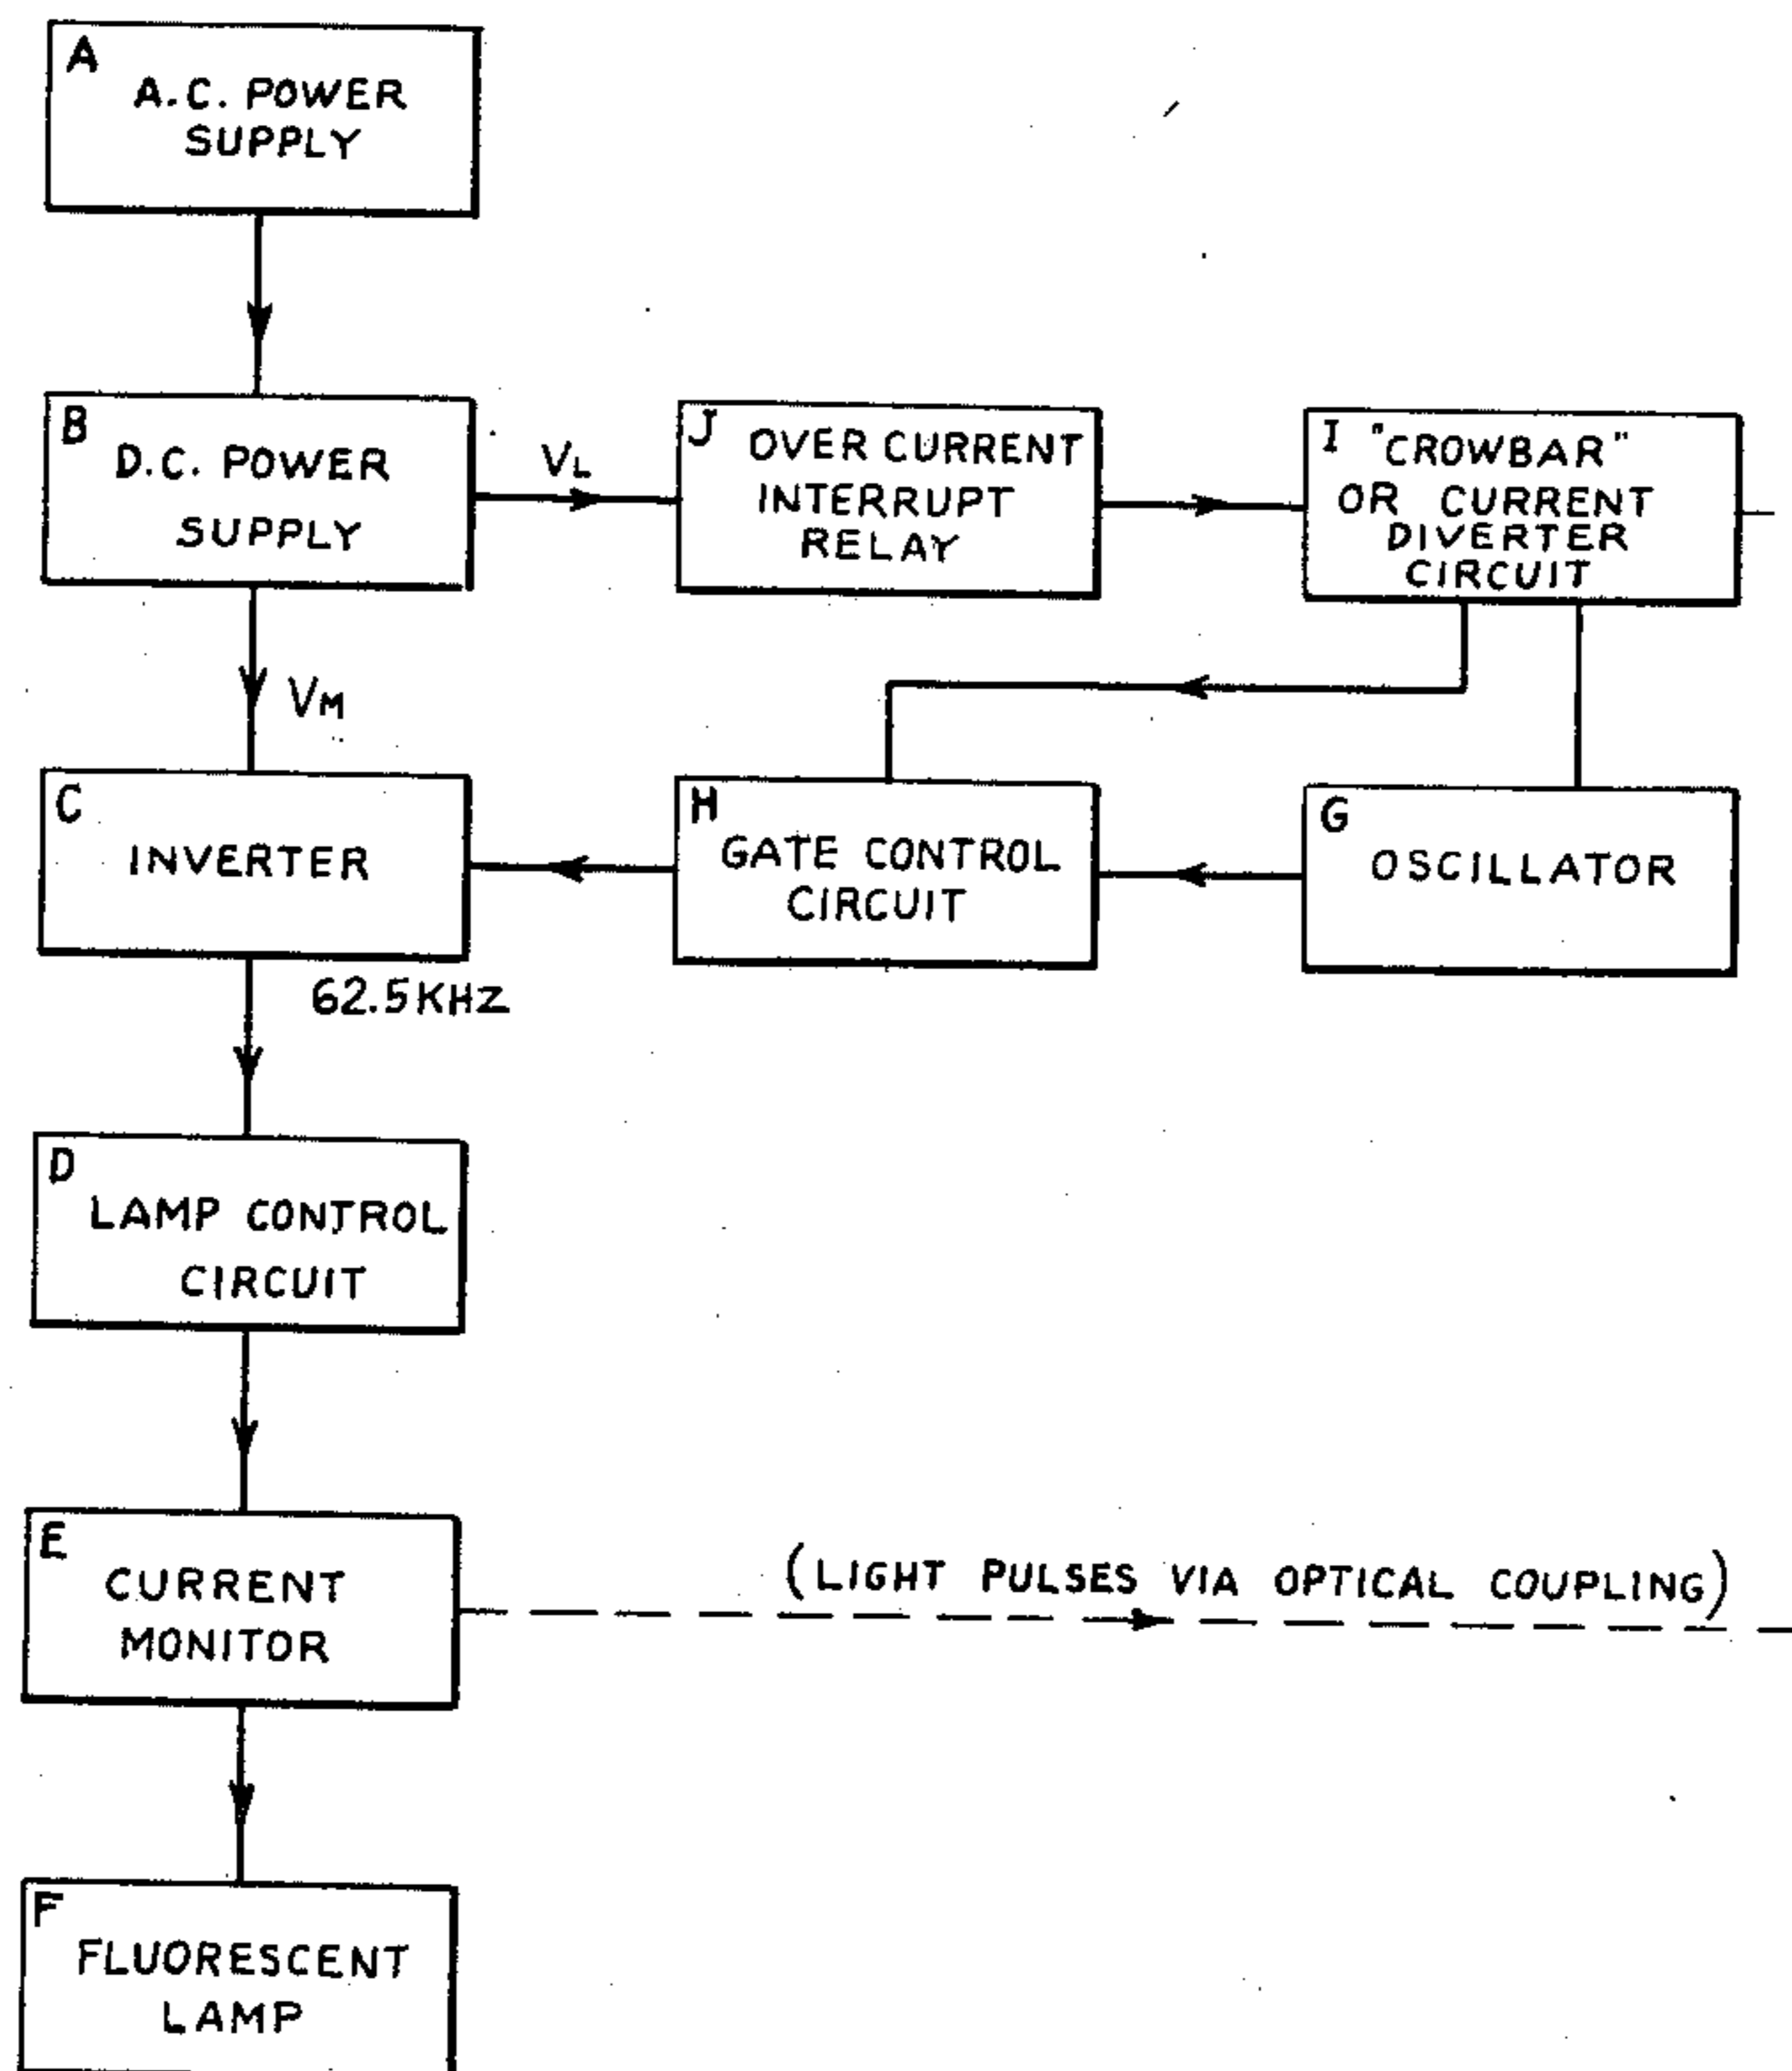 A
A.C. POWER
SUPPLY
B
D.C. POWER
SUPPLY
VL
J
OVER CURRENT
INTERRUPT
RELAY
I
"CROWBAR"
OR CURRENT
DIVERTER
CIRCUIT
VM
C
INVERTER
H
GATE CONTROL
CIRCUIT
G
OSCILLATOR
62.5KHZ
D
LAMP CONTROL
CIRCUIT
E
CURRENT
MONITOR
(LIGHT PULSES VIA OPTICAL COUPLING)
F
FLUORESCENT
LAMP